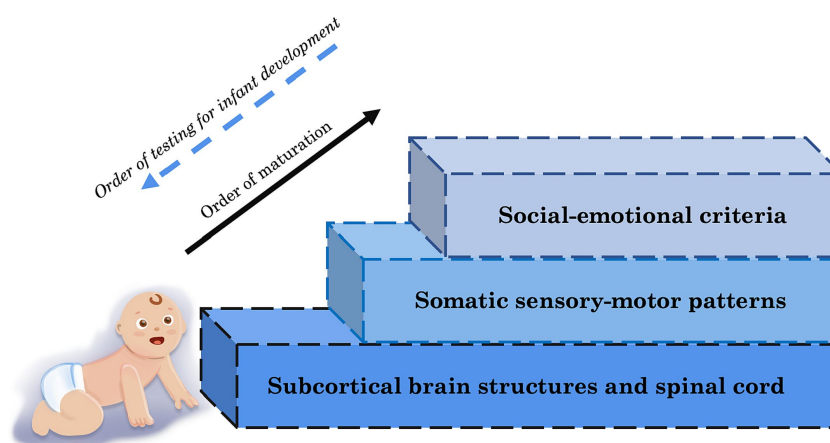 Order of testing for infant development
Order of maturation
Social-emotional criteria
Somatic sensory-motor patterns
Subcortical brain structures and spinal cord